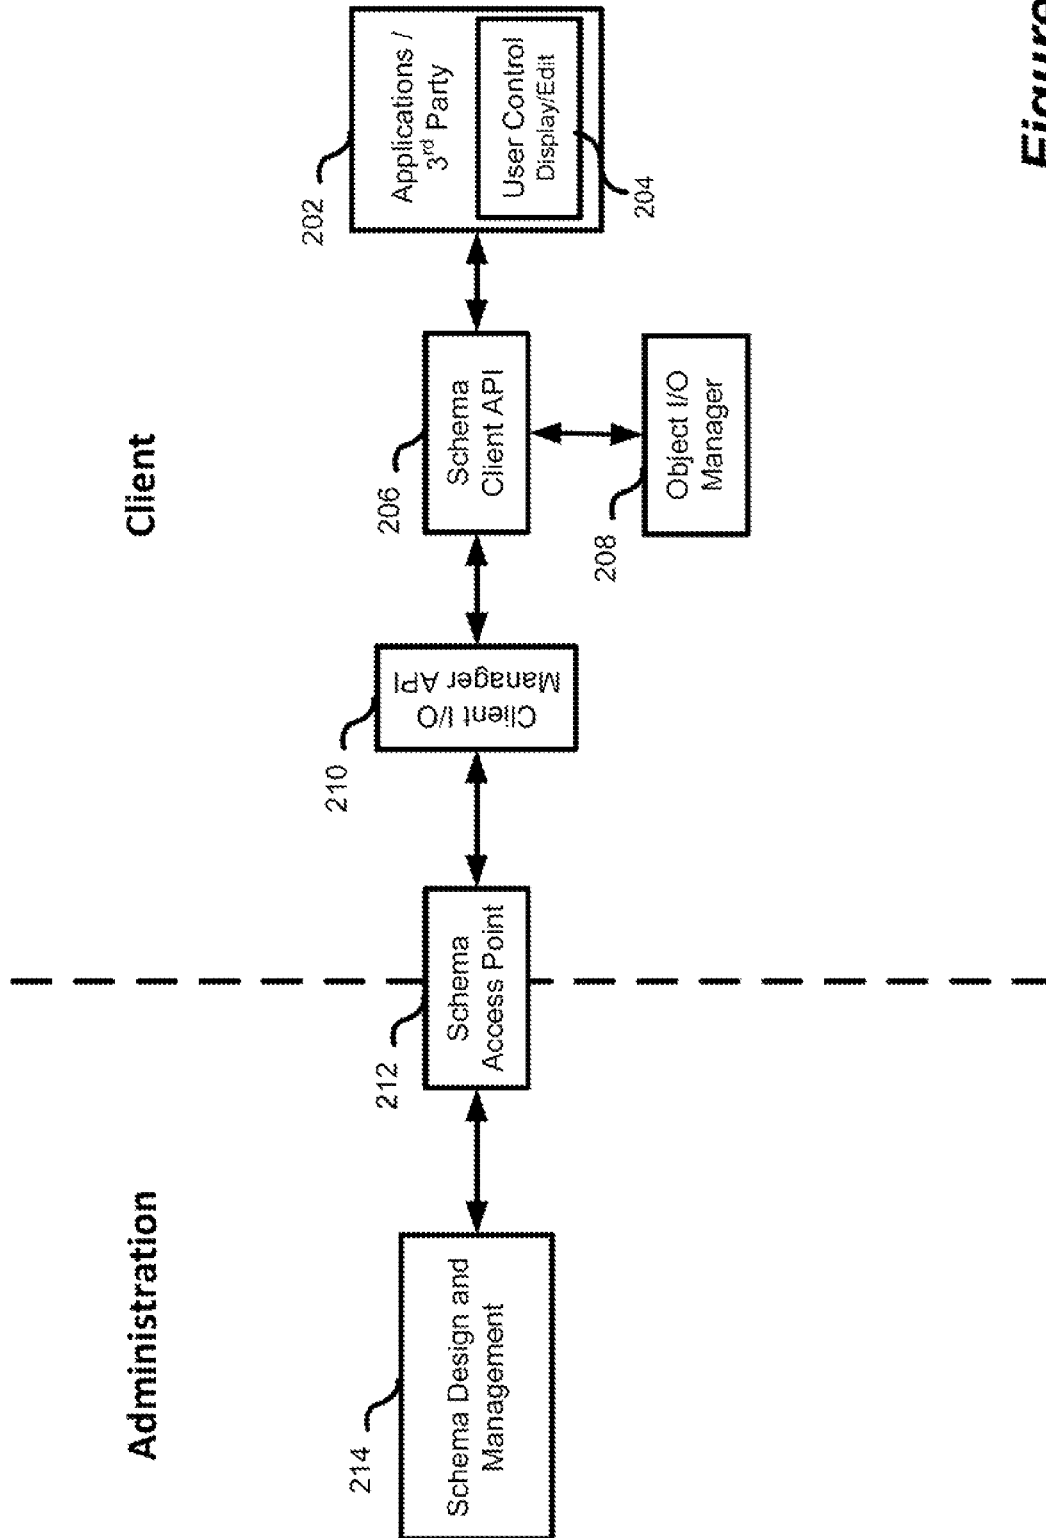 Administration
Client
214
Schema Design and
Management
212
Schema
Access Point
210
Client I/O
Manager API
206
Schema
Client API
208
Object I/O
Manager
202
Applications /
3rd Party
User Control
Display/Edit
204
Figure